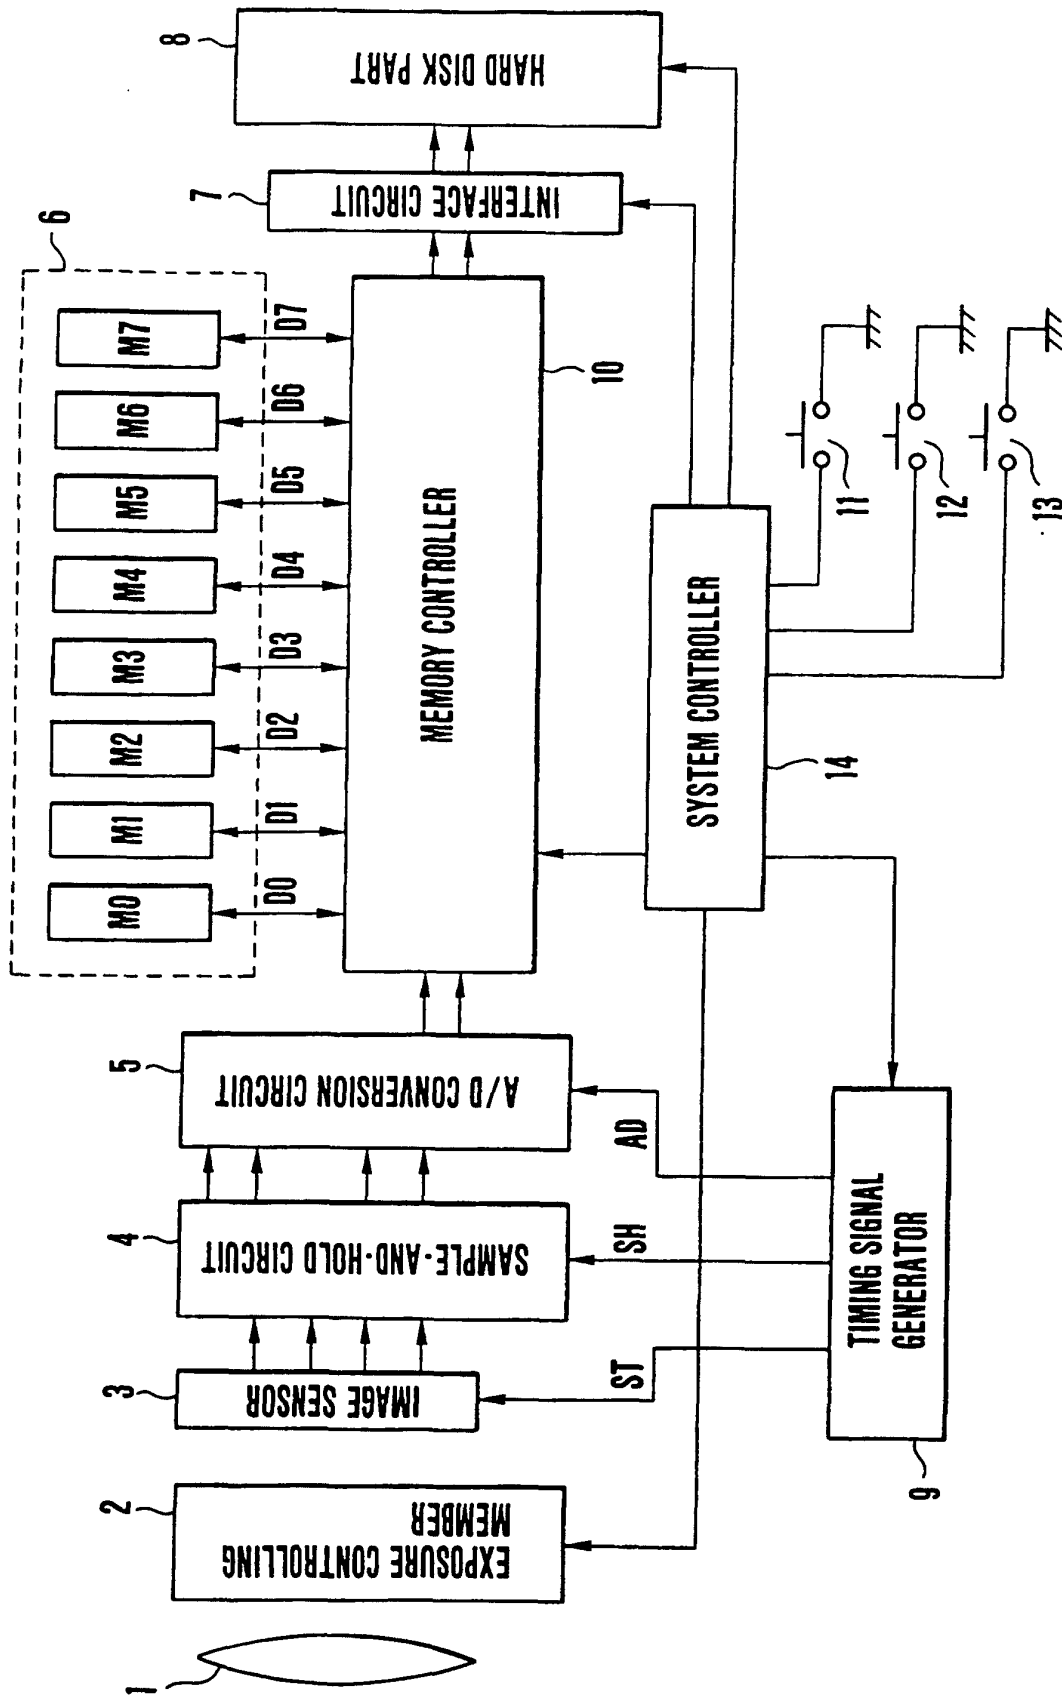 1
2
EXPOSURE CONTROLLING
MEMBER
3
IMAGE SENSOR
4
SAMPLE-AND-HOLD CIRCUIT
5
A/D CONVERSION CIRCUIT
6
M0
M1
M2
M3
M4
M5
M6
M7
D0
D1
D2
D3
D4
D5
D6
D7
MEMORY CONTROLLER
10
7
INTERFACE CIRCUIT
8
HARD DISK PART
ST
SH
AD
TIMING SIGNAL
GENERATOR
9
SYSTEM CONTROLLER
14
11
12
13